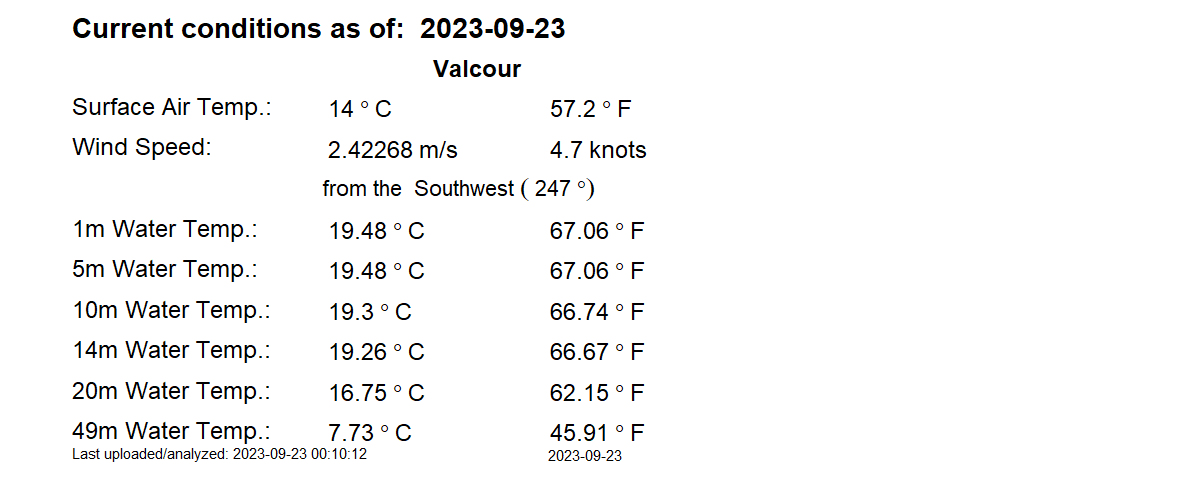 Current conditions as of: 2023-09-23
Valcour
Surface Air Temp.: 14 ° C 57.2 ° F
Wind Speed: 2.42268 m/s 4.7 knots
from the Southwest ( 247 °)
1m Water Temp.: 19.48 ° C 67.06 ° F
5m Water Temp.: 19.48 ° C 67.06 ° F
10m Water Temp.: 19.3 ° C 66.74 ° F
14m Water Temp.: 19.26 ° C 66.67 ° F
20m Water Temp.: 16.75 ° C 62.15 ° F
49m Water Temp.: 7.73 ° C 45.91 ° F
Last uploaded/analyzed: 2023-09-23 00:10:12 2023-09-23